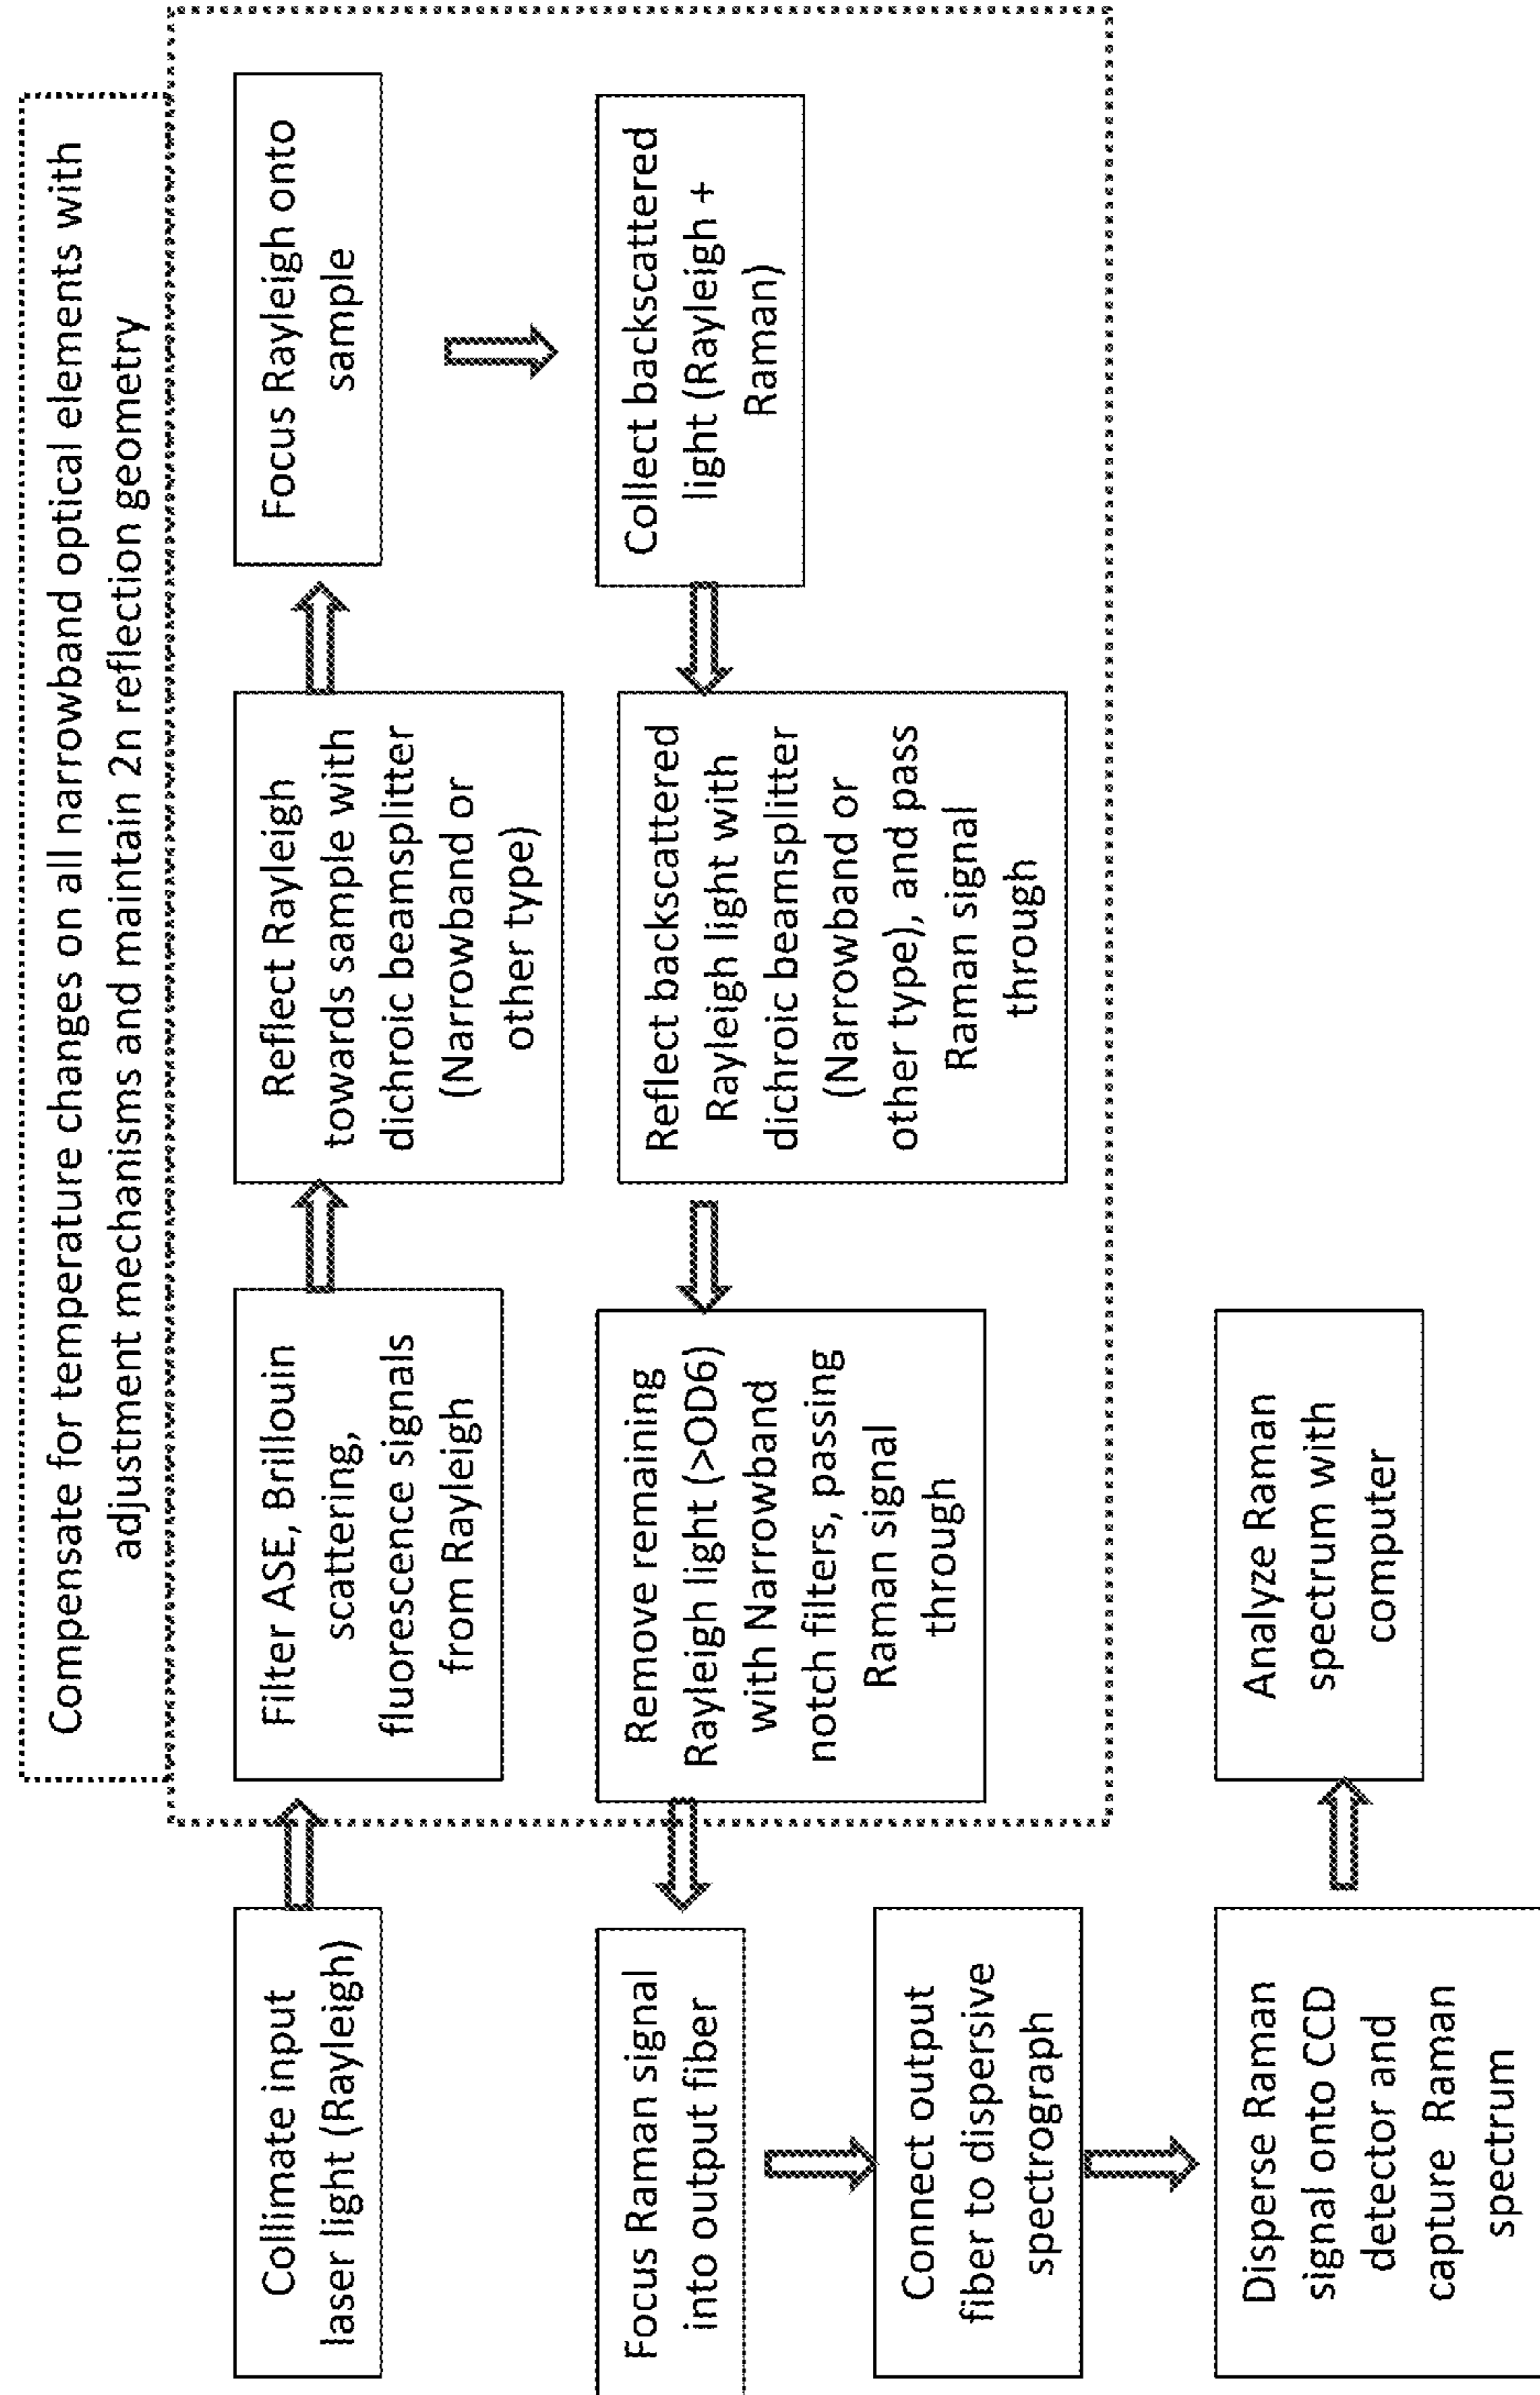 Compensate for temperature changes on all narrowband optical elements with
adjustment mechanisms and maintain 2n reflection geometry
Collimate input
laser light (Rayleigh)
Filter ASE, Brillouin
scattering,
fluorescence signals
from Rayleigh
Reflect Rayleigh
towards sample with
dichroic beamsplitter
(Narrowband or
other type)
Focus Rayleigh onto
sample
Collect backscattered
light (Rayleigh +
Raman)
Reflect backscattered
Rayleigh light with
dichroic beamsplitter
(Narrowband or
other type), and pass
Raman signal
through
Remove remaining
Rayleigh light (>OD6)
with Narrowband
notch filters, passing
Raman signal
through
Focus Raman signal
into output fiber
Connect output
fiber to dispersive
spectrograph
Disperse Raman
signal onto CCD
detector and
capture Raman
spectrum
Analyze Raman
spectrum with
computer